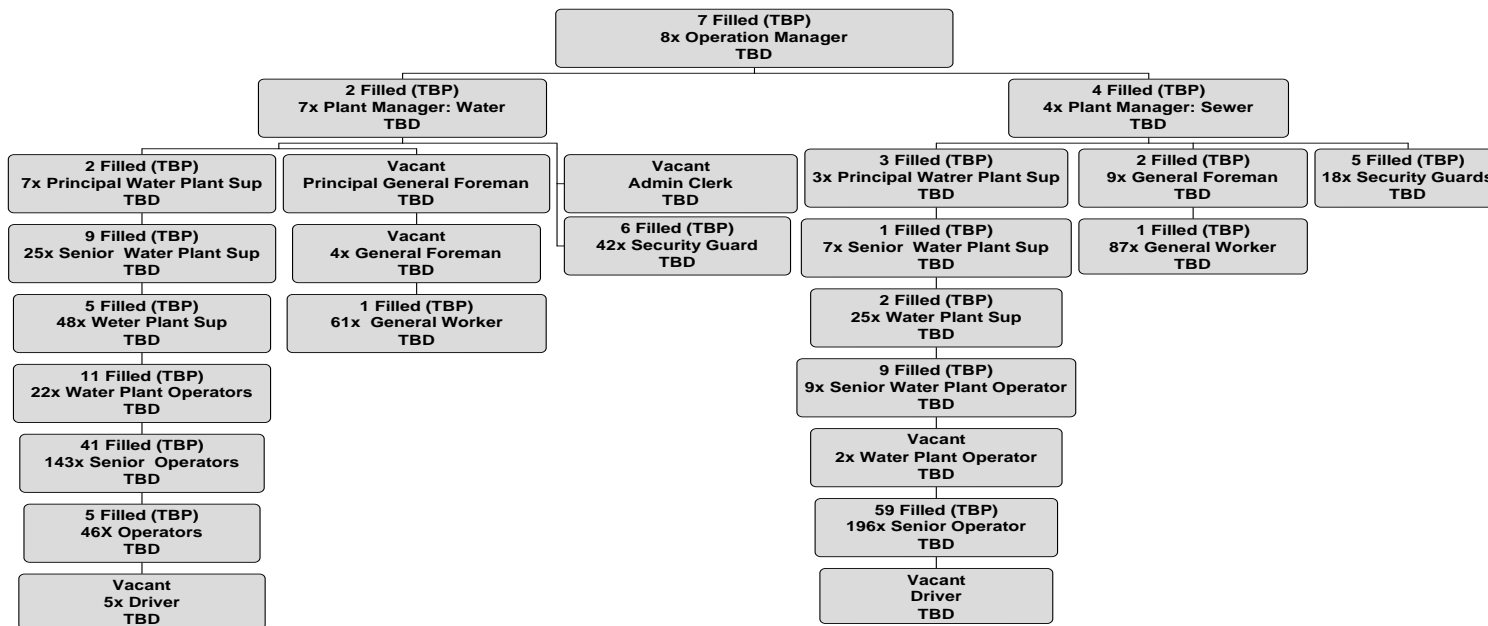 7 Filled (TBP)
8x Operation Manager
TBD
2 Filled (TBP)
7x Plant Manager: Water
TBD
4 Filled (TBP)
4x Plant Manager: Sewer
TBD
2 Filled (TBP)
7x Principal Water Plant Sup
TBD
Vacant
Principal General Foreman
TBD
Vacant
Admin Clerk
TBD
3 Filled (TBP)
3x Principal Watrer Plant Sup
TBD
2 Filled (TBP)
9x General Foreman
TBD
5 Filled (TBP)
18x Security Guards
TBD
9 Filled (TBP)
25x Senior Water Plant Sup
TBD
Vacant
4x General Foreman
TBD
6 Filled (TBP)
42x Security Guard
TBD
1 Filled (TBP)
7x Senior Water Plant Sup
TBD
1 Filled (TBP)
87x General Worker
TBD
5 Filled (TBP)
48x Weter Plant Sup
TBD
1 Filled (TBP)
61x General Worker
TBD
2 Filled (TBP)
25x Water Plant Sup
TBD
11 Filled (TBP)
22x Water Plant Operators
TBD
9 Filled (TBP)
9x Senior Water Plant Operator
TBD
41 Filled (TBP)
143x Senior Operators
TBD
Vacant
2x Water Plant Operator
TBD
5 Filled (TBP)
46X Operators
TBD
59 Filled (TBP)
196x Senior Operator
TBD
Vacant
5x Driver
TBD
Vacant
Driver
TBD